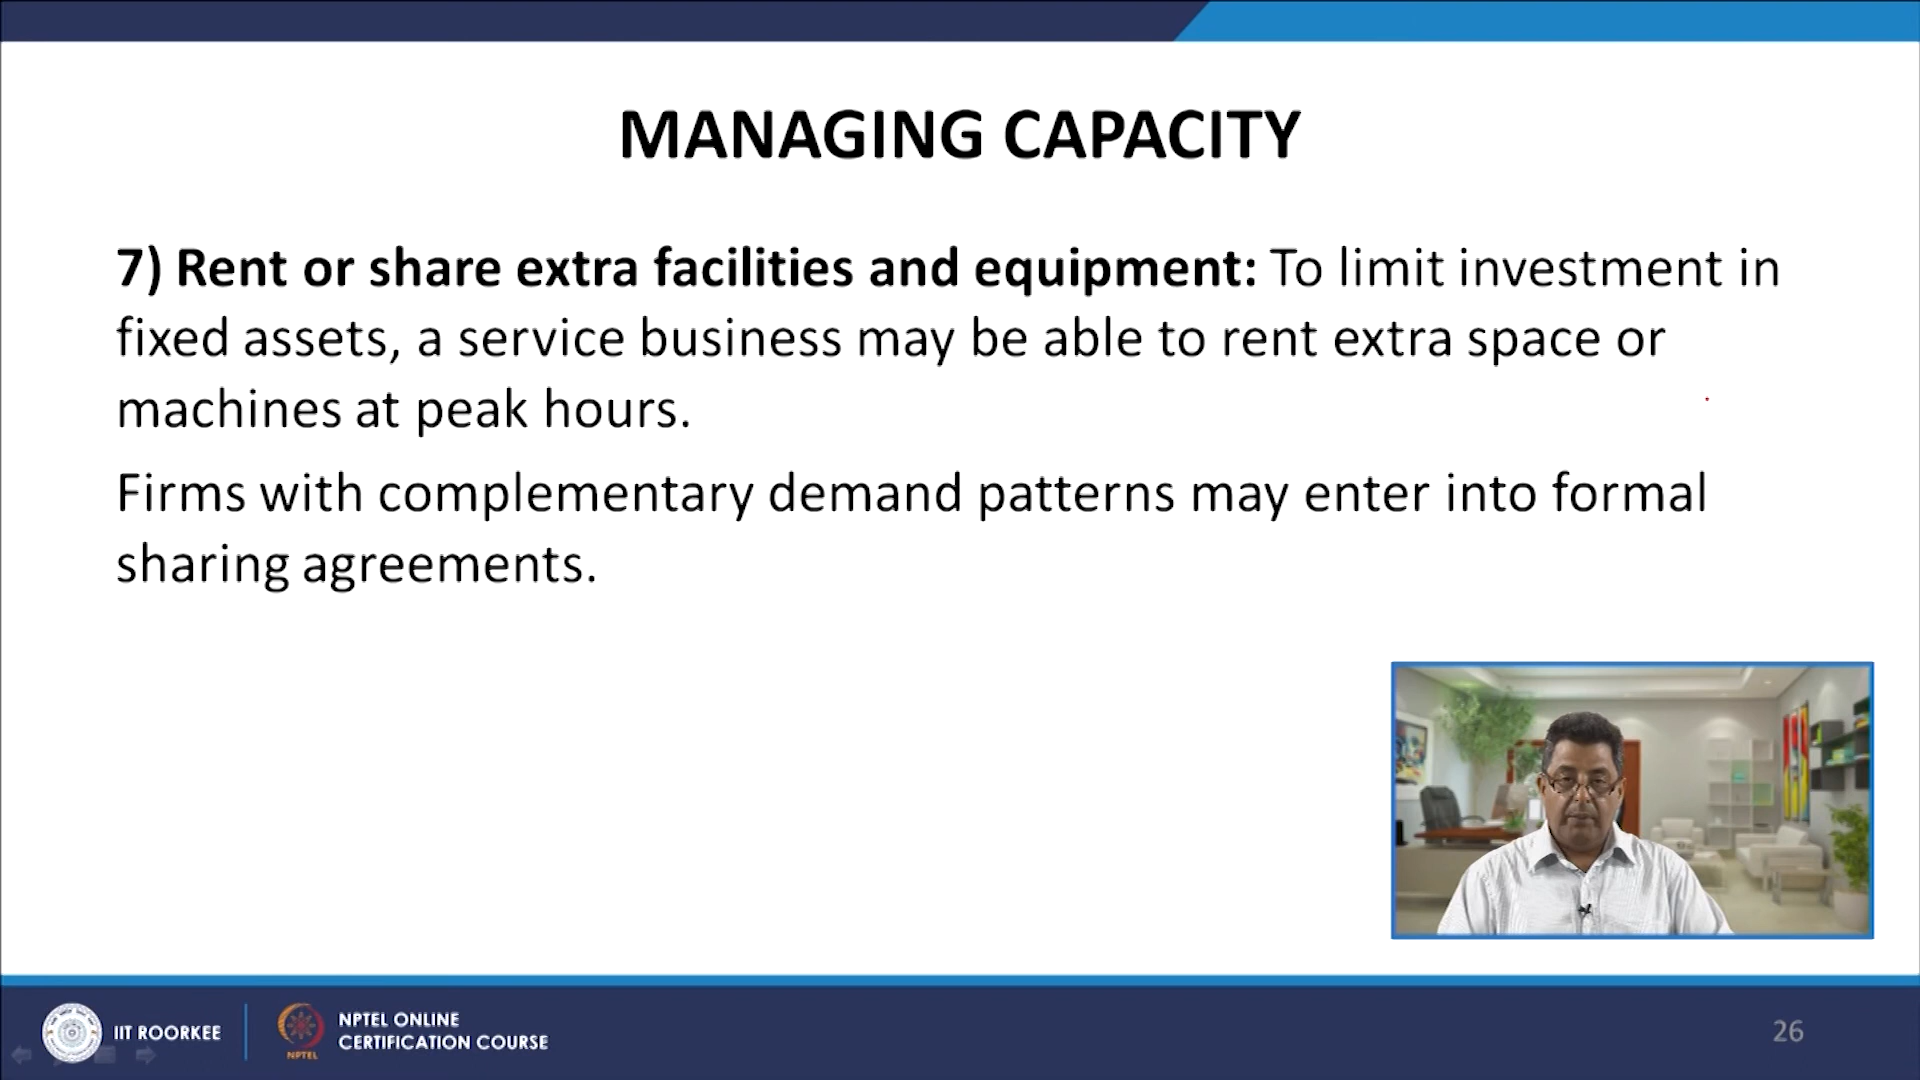 MANAGING CAPACITY
7) Rent or share extra facilities and equipment: To limit investment in
fixed assets, a service business may be able to rent extra space or
machines at peak hours.
Firms with complementary demand patterns may enter into formal
sharing agreements.
IIT ROORKEE
NPTEL
NPTEL ONLINE
CERTIFICATION COURSE
26